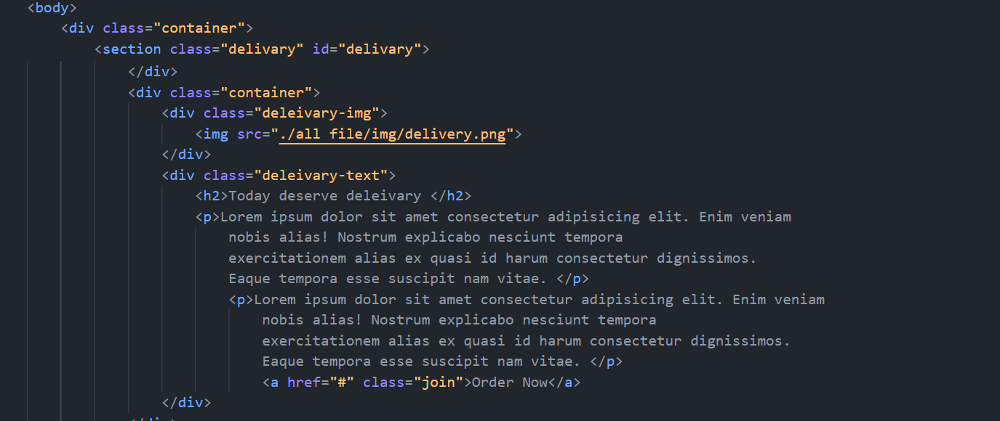 <body>
<div class="container">
<section class="delivary" id="delivary">
</div>
<div class="container">
<div class="deleivary-img">
<img src="./all file/img/delivery.png">
</div>
<div class="deleivary-text">
<h2>Today deserve deleivary </h2>
<p>Lorem ipsum dolor sit amet consectetur adipisicing elit. Enim veniam
nobis alias! Nostrum explicabo nesciunt tempora
exercitationem alias ex quasi id harum consectetur dignissimos.
Eaque tempora esse suscipit nam vitae. </p>
<p>Lorem ipsum dolor sit amet consectetur adipisicing elit. Enim veniam
nobis alias! Nostrum explicabo nesciunt tempora
exercitationem alias ex quasi id harum consectetur dignissimos.
Eaque tempora esse suscipit nam vitae. </p>
<a href="#" class="join">Order Now</a>
</div>